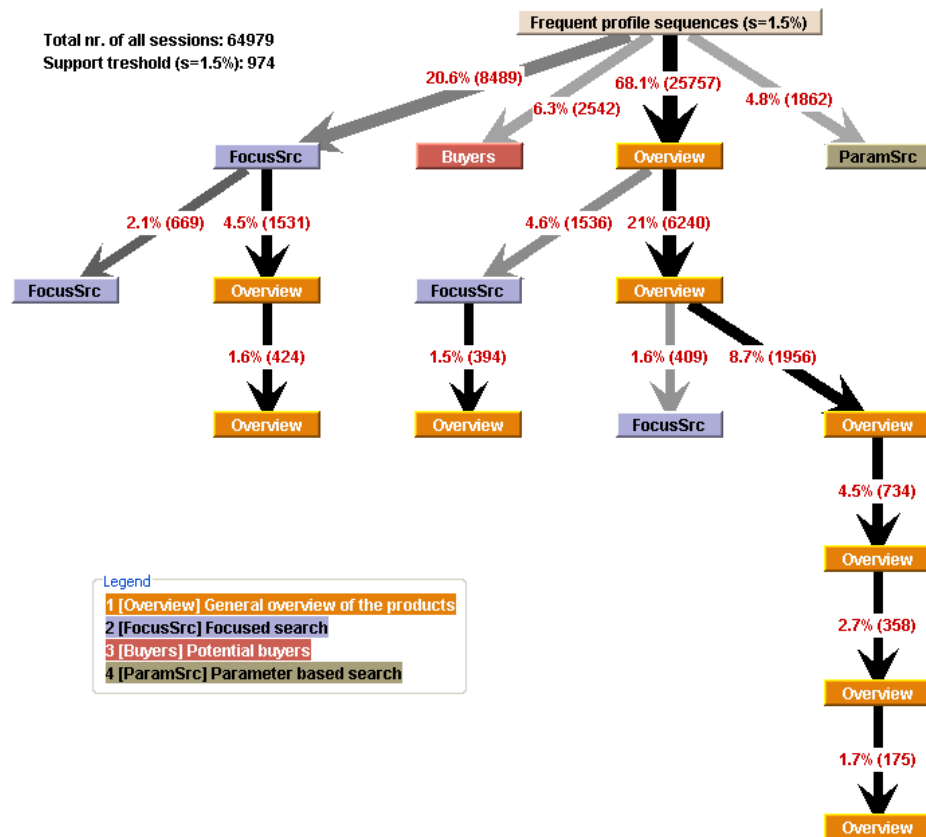 Frequent profile sequences (s=1.5%)
Total nr. of all sessions: 64979
Support treshold (s=1.5%): 974
20.6% (8489)
6.3% (2542)
68.1% (25757)
4.8% (1862)
FocusSrc
Buyers
Overview
ParamSrc
2.1% (669)
4.5% (1531)
4.6% (1536)
21% (6240)
FocusSrc
Overview
FocusSrc
Overview
1.6% (424)
1.5% (394)
1.6% (409)
8.7% (1956)
Overview
Overview
FocusSrc
Overview
4.5% (734)
Overview
2.7% (358)
Overview
1.7% (175)
Overview
Legend
1 [Overview] General overview of the products
2 [FocusSrc] Focused search
3 [Buyers] Potential buyers
4 [ParamSrc] Parameter based search